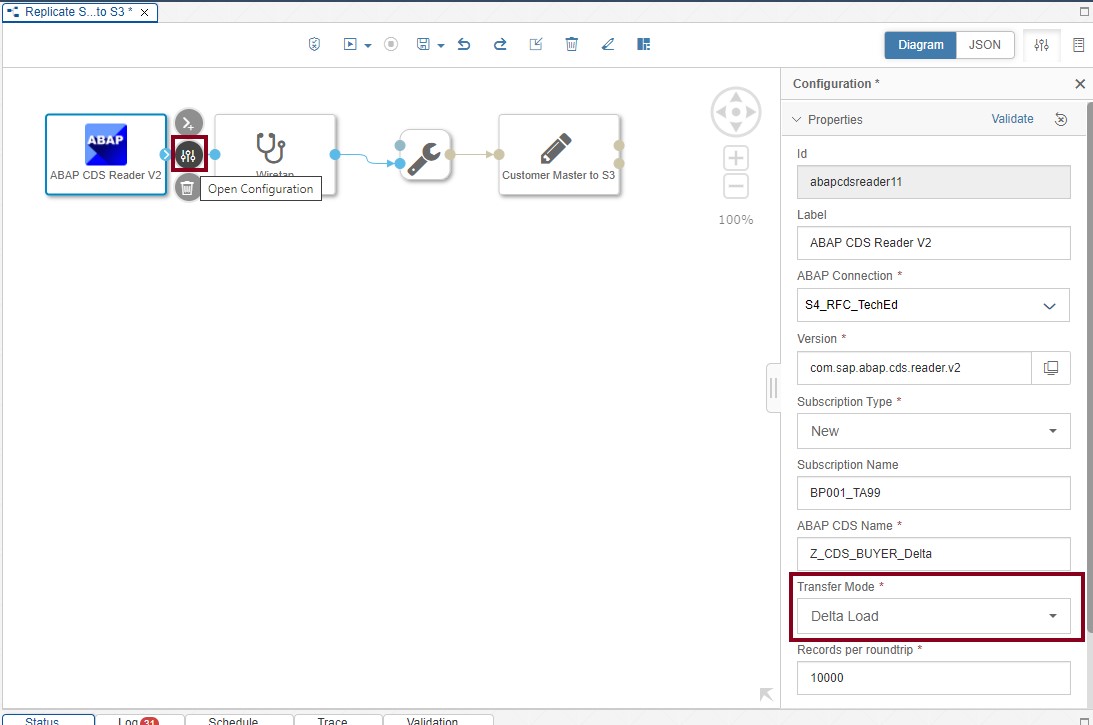 Replicate S...to S3 *
Diagram
JSON
Configuration *
Properties
Validate
ABAP
ABAP CDS Reader V2
Wiretap
Open Configuration
Customer Master to S3
100%
Id
abapcdsreader11
Label
ABAP CDS Reader V2
ABAP Connection *
S4_RFC_TechEd
Version *
com.sap.abap.cds.reader.v2
Subscription Type *
New
Subscription Name
BP001_TA99
ABAP CDS Name *
Z_CDS_BUYER_Delta
Transfer Mode *
Delta Load
Records per roundtrip *
10000
Status
Log 31
Schedule
Trace
Validation